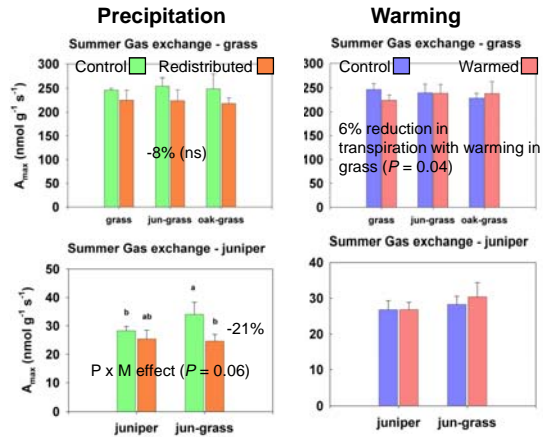 Precipitation
Warming
Summer Gas exchange - grass
Control Redistributed
A max (nmol g-1 s-1)
300
250
200
150
100
50
0
-8% (ns)
grass jun-grass oak-grass
Summer Gas exchange - grass
Control Warmed
300
250
200
150
100
50
0
6% reduction in
transpiration with warming in
grass (P = 0.04)
grass jun-grass oak-grass
Summer Gas exchange - juniper
A max (nmol g-1 s-1)
50
40
30
20
10
0
b ab a b
-21%
P x M effect (P = 0.06)
juniper jun-grass
Summer Gas exchange -juniper
40
30
20
10
0
juniper jun-grass